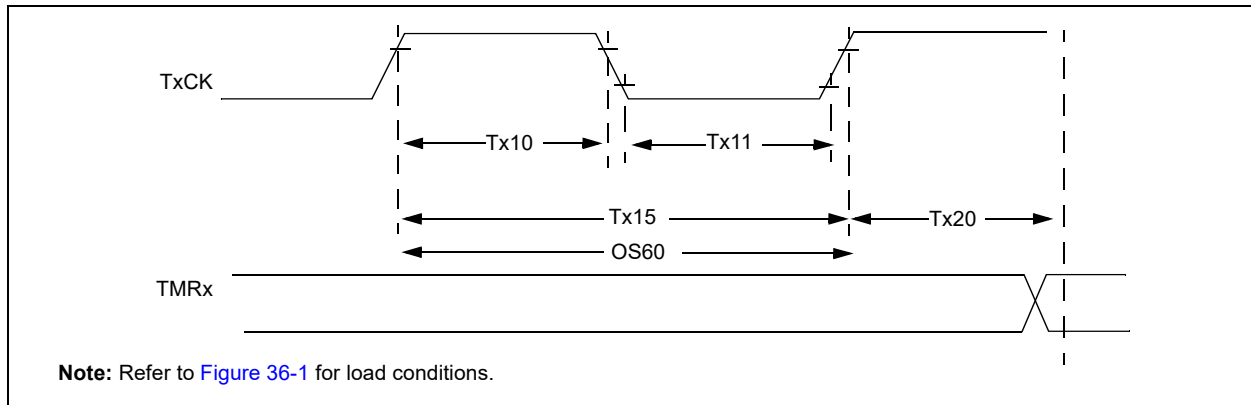 TxCK
Tx10
Tx11
Tx15
Tx20
OS60
TMRx
Note: Refer to Figure 36-1 for load conditions.